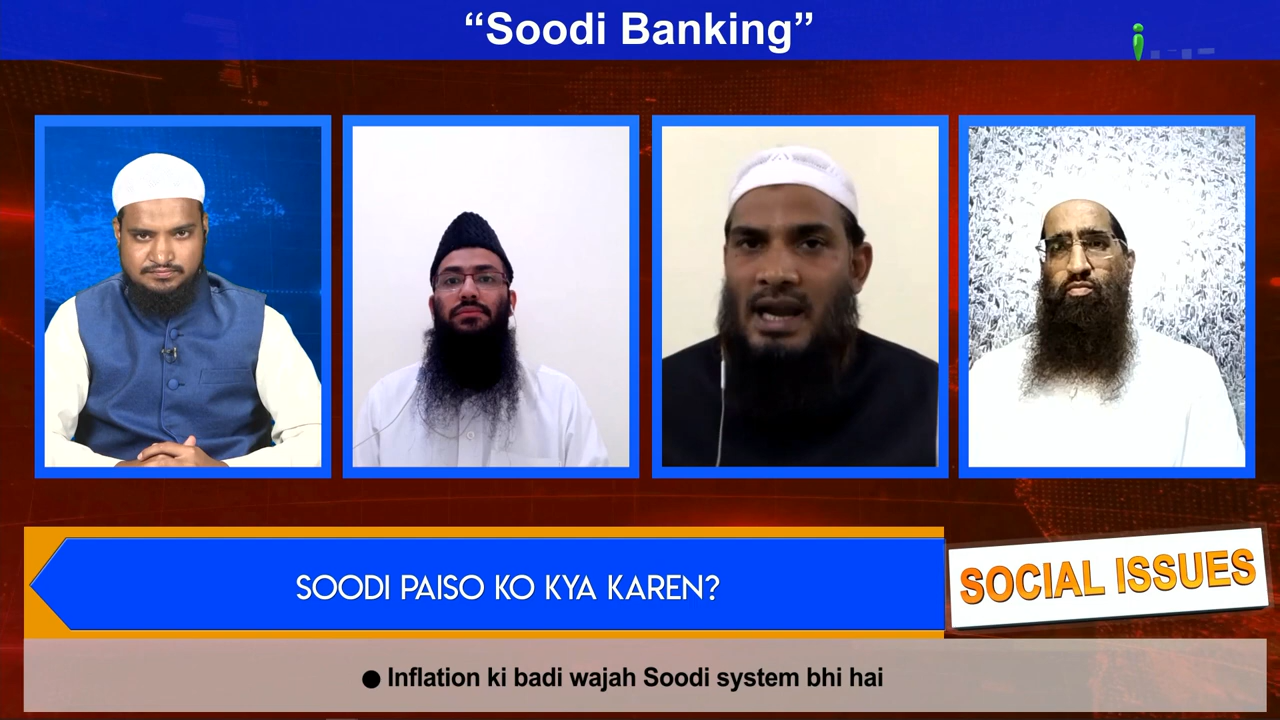 “Soodi Banking”
SOODI PAISO KO KYA KAREN?
SOCIAL ISSUES
● Inflation ki badi wajah Soodi system bhi hai